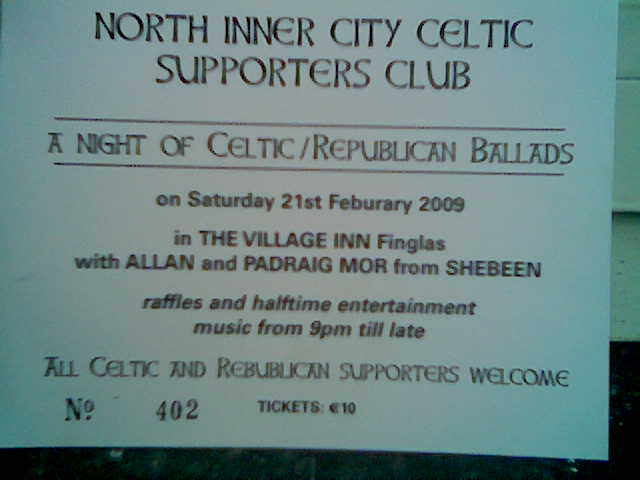 NORTH INNER CITY CELTIC
SUPPORTERS CLUB
A NIGHT OF CELTIC/REPUBLICAN BALLADS
on Saturday 21st Feburary 2009
in THE VILLAGE INN Finglas
with ALLAN and PADRAIG MOR from SHEBEEN
raffles and halftime entertainment
music from 9pm till late
ALL CELTIC AND REBUBLICAN SUPPORTERS WELCOME
Nº 402 TICKETS: €10